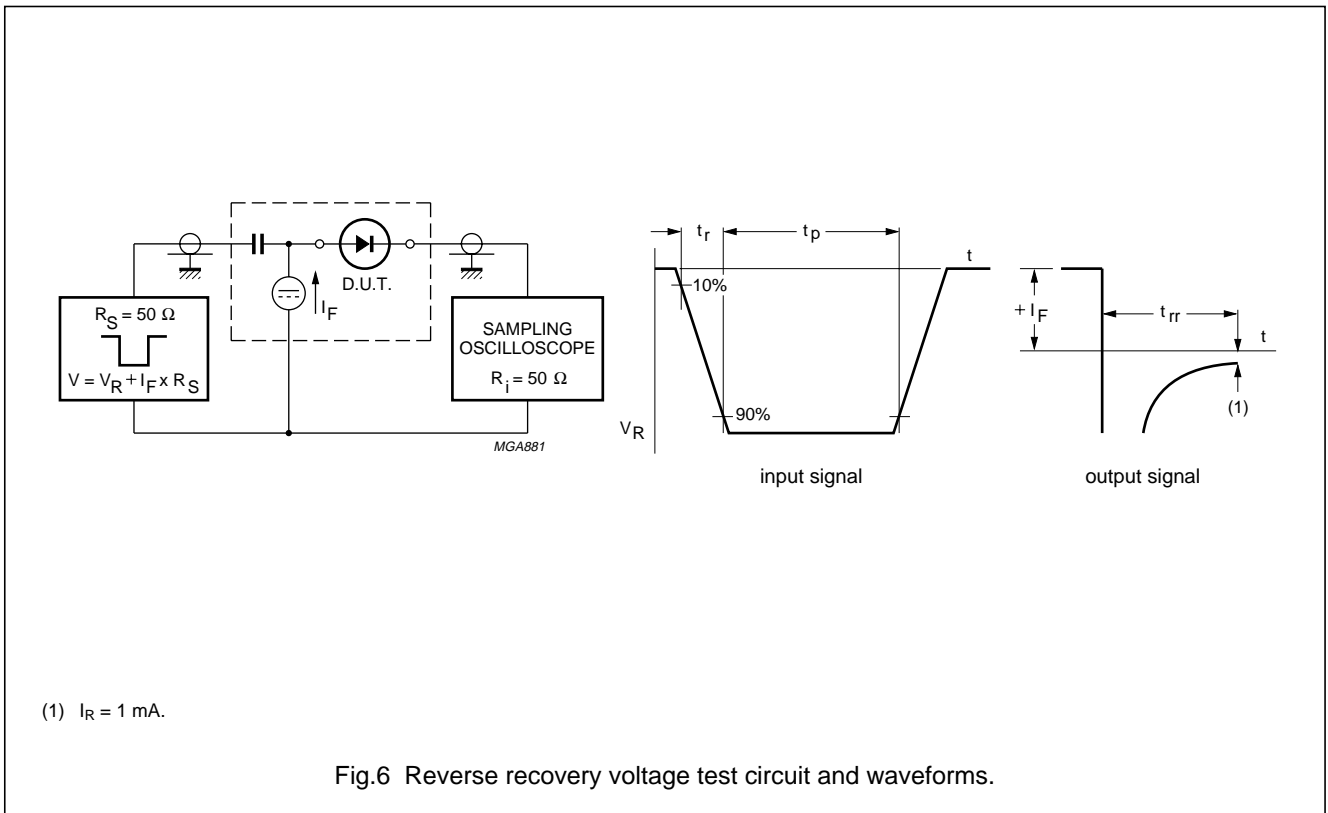 R_S = 50 Ω
V = V_R + I_F x R_S
I_F
D.U.T.
SAMPLING
OSCILLOSCOPE
R_i = 50 Ω
MGA881
t_r
t_p
t
10%
90%
V_R
input signal
+ I_F
t_rr
t
(1)
output signal
(1) I_R = 1 mA.
Fig.6 Reverse recovery voltage test circuit and waveforms.